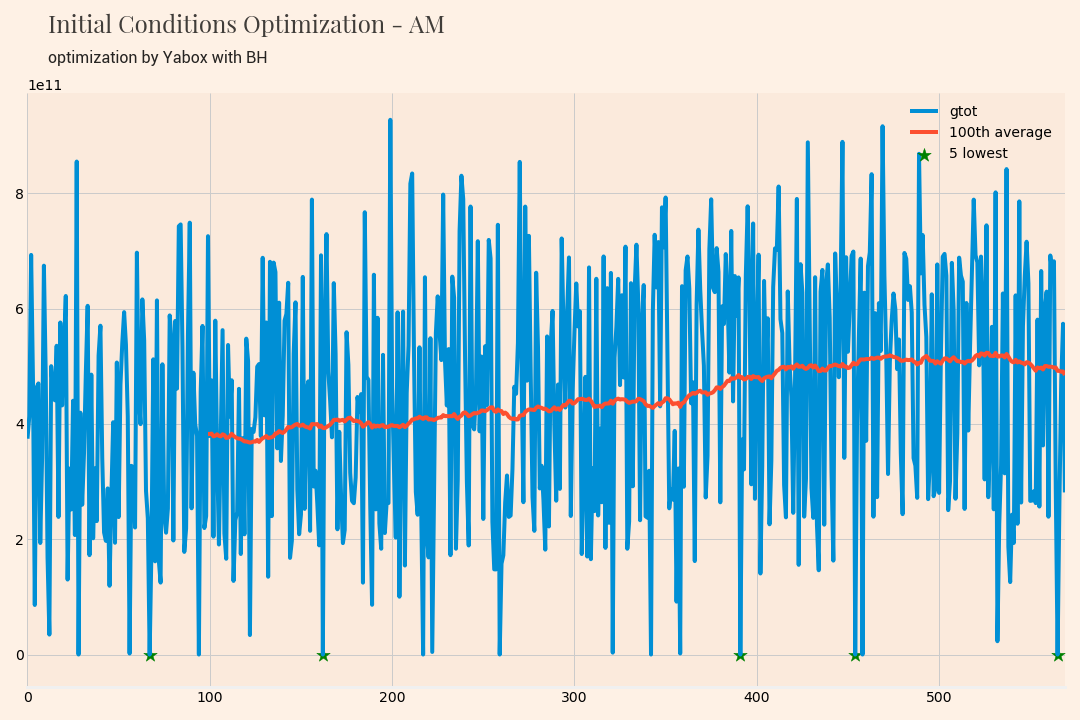 Initial Conditions Optimization - AM
optimization by Yabox with BH
1e11
gtot
100th average
5 lowest
8
6
4
2
0
0 100 200 300 400 500